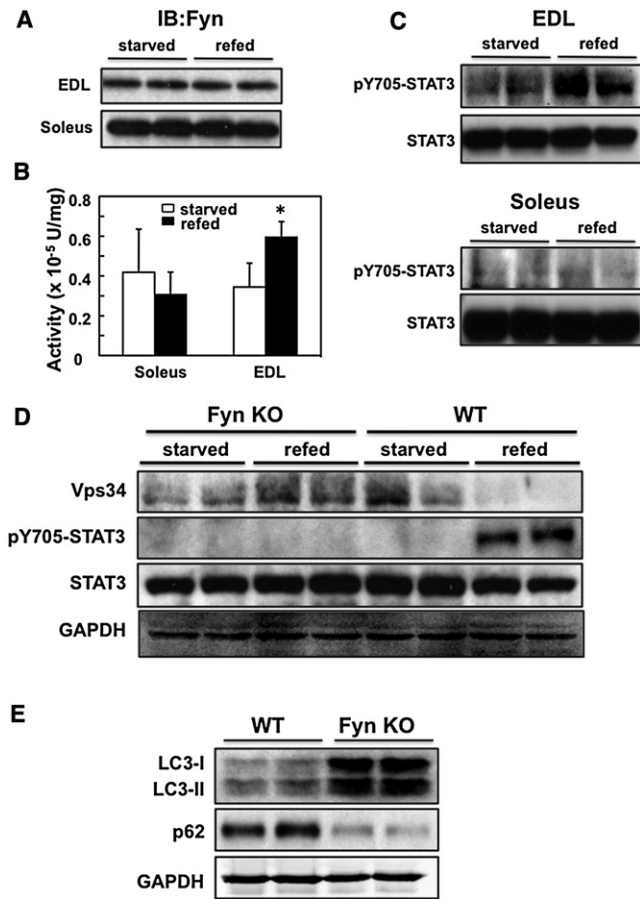 A
IB:Fyn
starved refed
EDL
Soleus
B
Activity (x 10⁻⁵ U/mg)
0.8
0.6
0.4
0.2
0
starved
refed
*
Soleus EDL
C
EDL
starved refed
pY705-STAT3
STAT3
Soleus
starved refed
pY705-STAT3
STAT3
D
Fyn KO WT
starved refed starved refed
Vps34
pY705-STAT3
STAT3
GAPDH
E
WT Fyn KO
LC3-I
LC3-II
p62
GAPDH